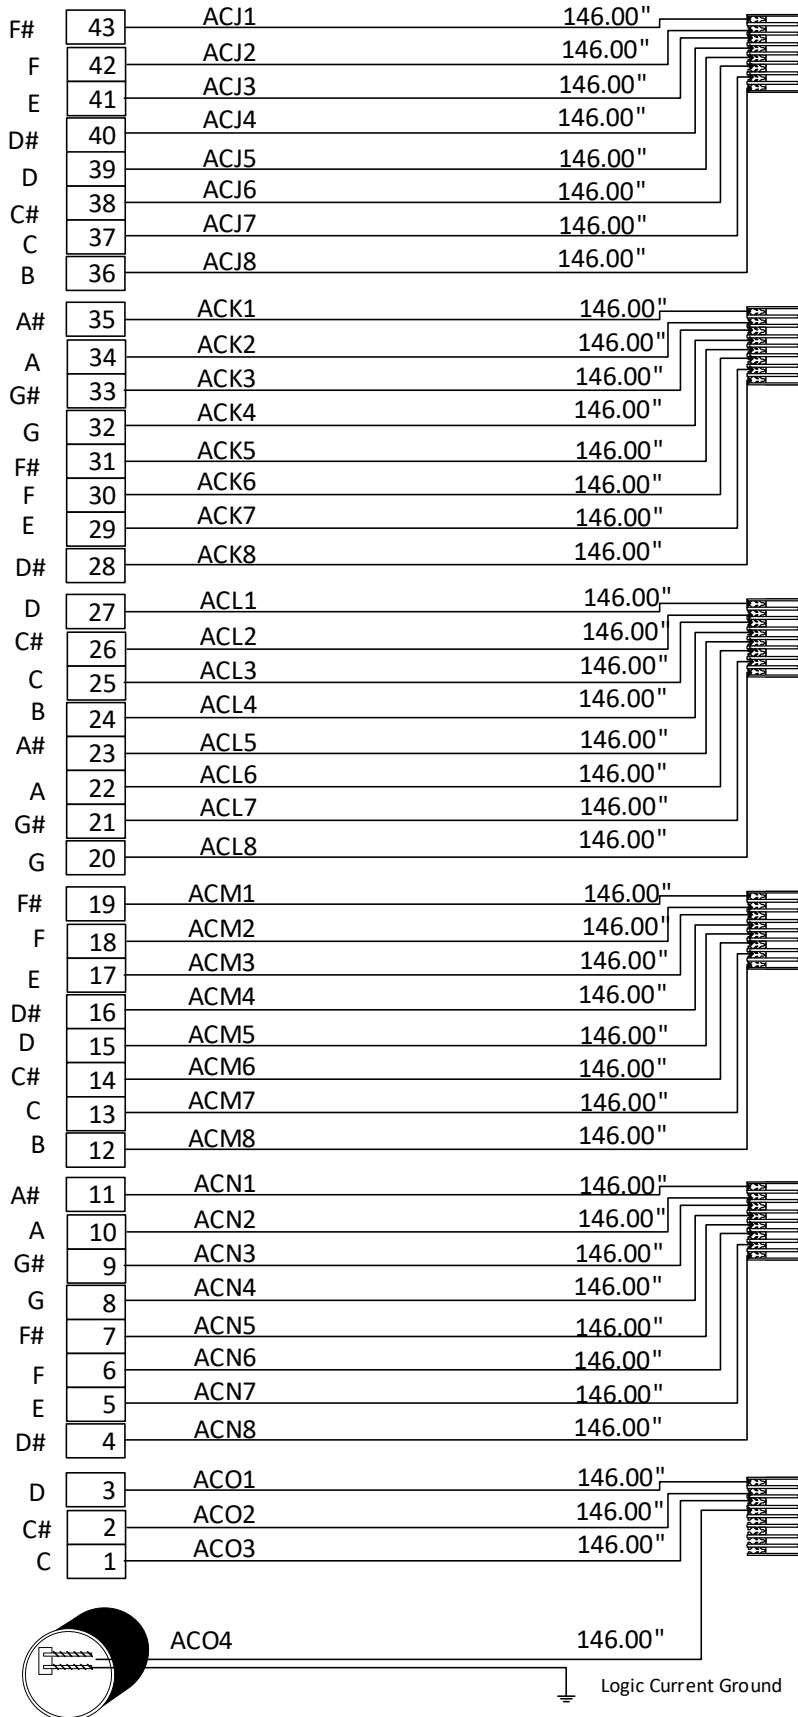 F# 43 ACJ1 146.00"
F 42 ACJ2 146.00"
E 41 ACJ3 146.00"
D# 40 ACJ4 146.00"
D 39 ACJ5 146.00"
C# 38 ACJ6 146.00"
C 37 ACJ7 146.00"
B 36 ACJ8 146.00"
A# 35 ACK1 146.00"
A 34 ACK2 146.00"
G# 33 ACK3 146.00"
G 32 ACK4 146.00"
F# 31 ACK5 146.00"
F 30 ACK6 146.00"
E 29 ACK7 146.00"
D# 28 ACK8 146.00"
D 27 ACL1 146.00"
C# 26 ACL2 146.00"
C 25 ACL3 146.00"
B 24 ACL4 146.00"
A# 23 ACL5 146.00"
A 22 ACL6 146.00"
G# 21 ACL7 146.00"
G 20 ACL8 146.00"
F# 19 ACM1 146.00"
F 18 ACM2 146.00"
E 17 ACM3 146.00"
D# 16 ACM4 146.00"
D 15 ACM5 146.00"
C# 14 ACM6 146.00"
C 13 ACM7 146.00"
B 12 ACM8 146.00"
A# 11 ACN1 146.00"
A 10 ACN2 146.00"
G# 9 ACN3 146.00"
G 8 ACN4 146.00"
F# 7 ACN5 146.00"
F 6 ACN6 146.00"
E 5 ACN7 146.00"
D# 4 ACN8 146.00"
D 3 ACO1 146.00"
C# 2 ACO2 146.00"
C 1 ACO3 146.00"
ACO4 146.00"
Logic Current Ground